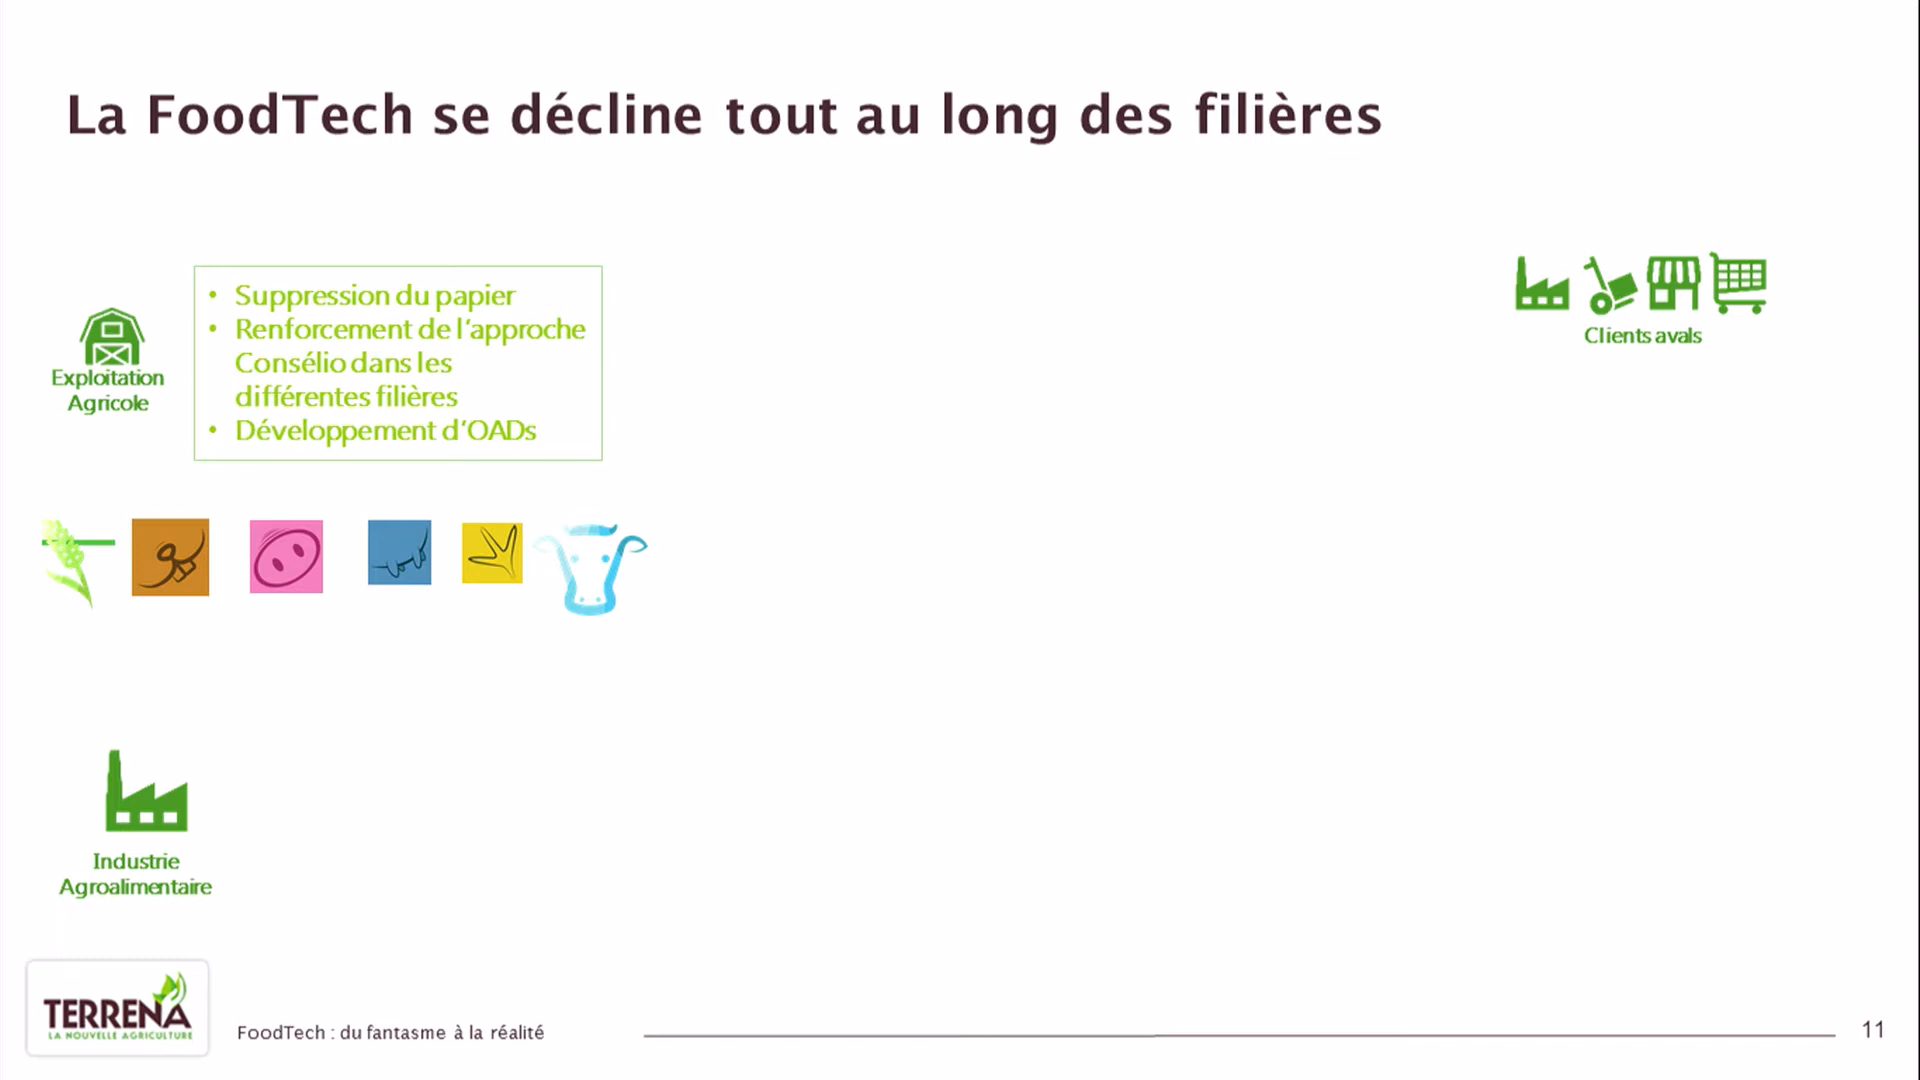 La FoodTech se décline tout au long des filières
• Suppression du papier
• Renforcement de l'approche
Consélio dans les
différentes filières
• Développement d'OADs
Exploitation
Agricole
Clients avals
Industrie
Agroalimentaire
TERRENA
LA NOUVELLE AGRICULTURE
FoodTech : du fantasme à la réalité
11